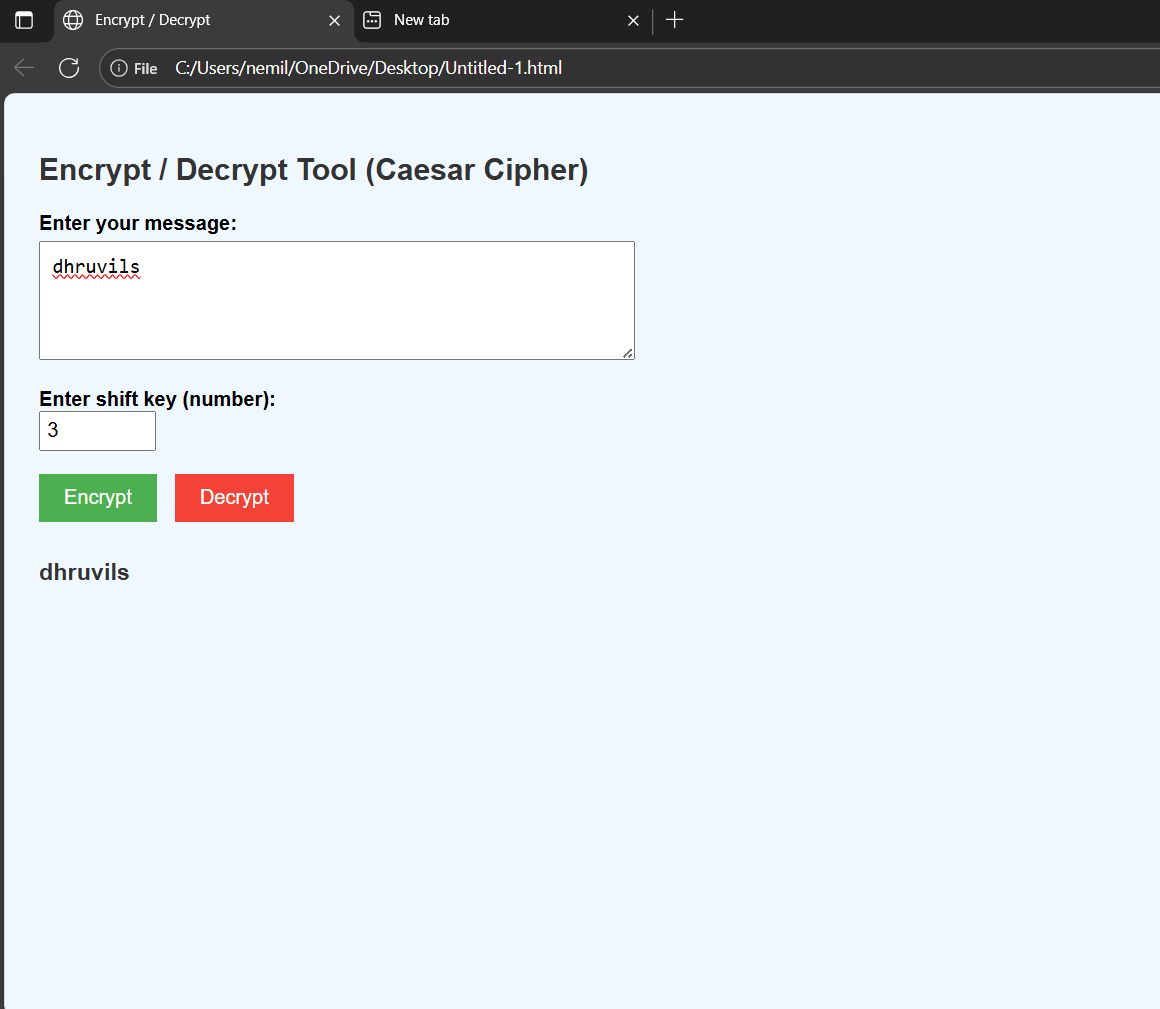 Encrypt / Decrypt
New tab
File C:/Users/nemil/OneDrive/Desktop/Untitled-1.html
Encrypt / Decrypt Tool (Caesar Cipher)
Enter your message:
dhruvils
Enter shift key (number):
3
Encrypt Decrypt
dhruvils